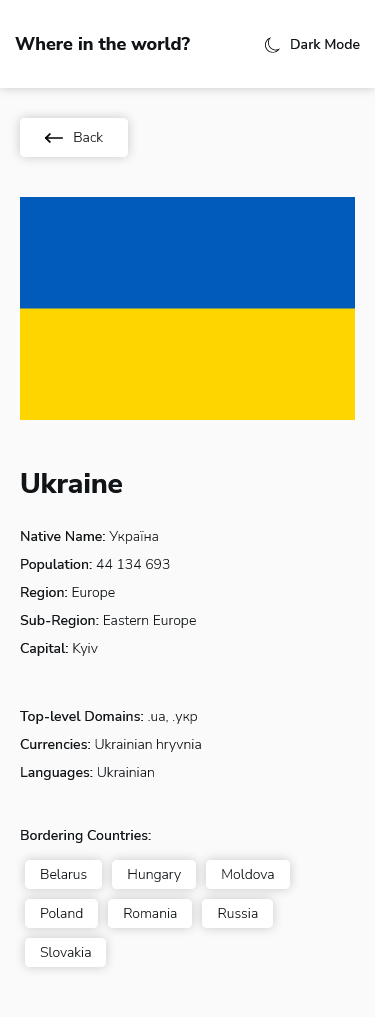 Where in the world? Dark Mode
Back
Ukraine
Native Name: Україна
Population: 44 134 693
Region: Europe
Sub-Region: Eastern Europe
Capital: Kyiv
Top-level Domains: .ua, .укр
Currencies: Ukrainian hryvnia
Languages: Ukrainian
Bordering Countries:
Belarus Hungary Moldova
Poland Romania Russia
Slovakia